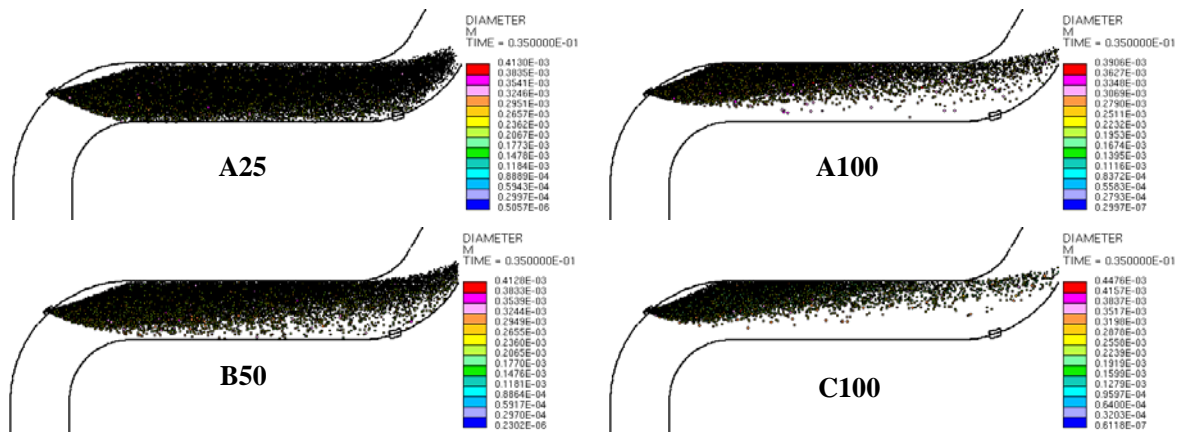 DIAMETER
M
TIME = 0.350000E-01
0.4130E-03
0.3835E-03
0.3541E-03
0.3246E-03
0.2951E-03
0.2657E-03
0.2362E-03
0.2067E-03
0.1773E-03
0.1478E-03
0.1184E-03
0.8889E-04
0.5943E-04
0.2997E-04
0.5057E-06
A25
DIAMETER
M
TIME = 0.350000E-01
0.3906E-03
0.3627E-03
0.3348E-03
0.3069E-03
0.2790E-03
0.2511E-03
0.2232E-03
0.1953E-03
0.1674E-03
0.1395E-03
0.1116E-03
0.8372E-04
0.5583E-04
0.2793E-04
0.2997E-07
A100
DIAMETER
M
TIME = 0.350000E-01
0.4128E-03
0.3833E-03
0.3539E-03
0.3244E-03
0.2949E-03
0.2655E-03
0.2360E-03
0.2065E-03
0.1770E-03
0.1476E-03
0.1181E-03
0.8864E-04
0.5917E-04
0.2970E-04
0.2302E-06
B50
DIAMETER
M
TIME = 0.350000E-01
0.4476E-03
0.4157E-03
0.3837E-03
0.3517E-03
0.3198E-03
0.2878E-03
0.2558E-03
0.2239E-03
0.1919E-03
0.1599E-03
0.1279E-03
0.9597E-04
0.6400E-04
0.3203E-04
0.6118E-07
C100